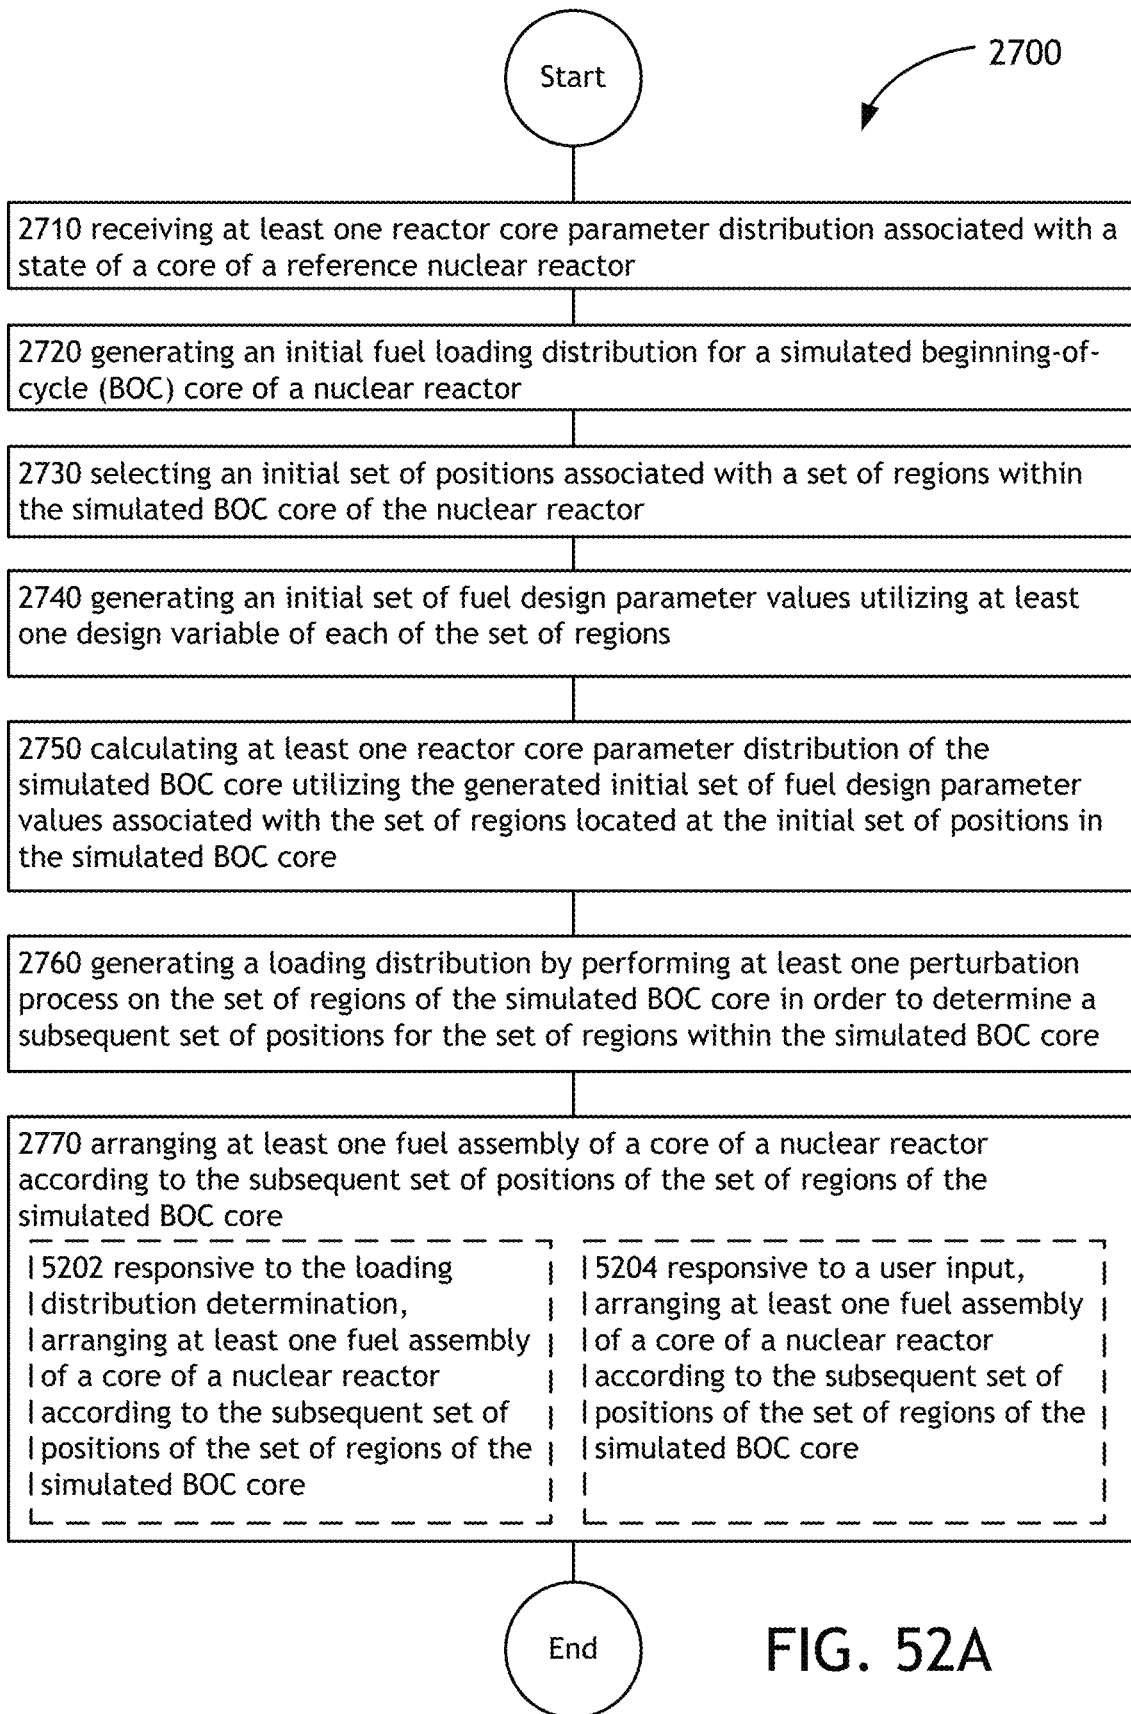 Start
2700
2710 receiving at least one reactor core parameter distribution associated with a
state of a core of a reference nuclear reactor
2720 generating an initial fuel loading distribution for a simulated beginning-of-
cycle (BOC) core of a nuclear reactor
2730 selecting an initial set of positions associated with a set of regions within
the simulated BOC core of the nuclear reactor
2740 generating an initial set of fuel design parameter values utilizing at least
one design variable of each of the set of regions
2750 calculating at least one reactor core parameter distribution of the
simulated BOC core utilizing the generated initial set of fuel design parameter
values associated with the set of regions located at the initial set of positions in
the simulated BOC core
2760 generating a loading distribution by performing at least one perturbation
process on the set of regions of the simulated BOC core in order to determine a
subsequent set of positions for the set of regions within the simulated BOC core
2770 arranging at least one fuel assembly of a core of a nuclear reactor
according to the subsequent set of positions of the set of regions of the
simulated BOC core
5202 responsive to the loading
distribution determination,
arranging at least one fuel assembly
of a core of a nuclear reactor
according to the subsequent set of
positions of the set of regions of the
simulated BOC core
5204 responsive to a user input,
arranging at least one fuel assembly
of a core of a nuclear reactor
according to the subsequent set of
positions of the set of regions of the
simulated BOC core
End
FIG. 52A